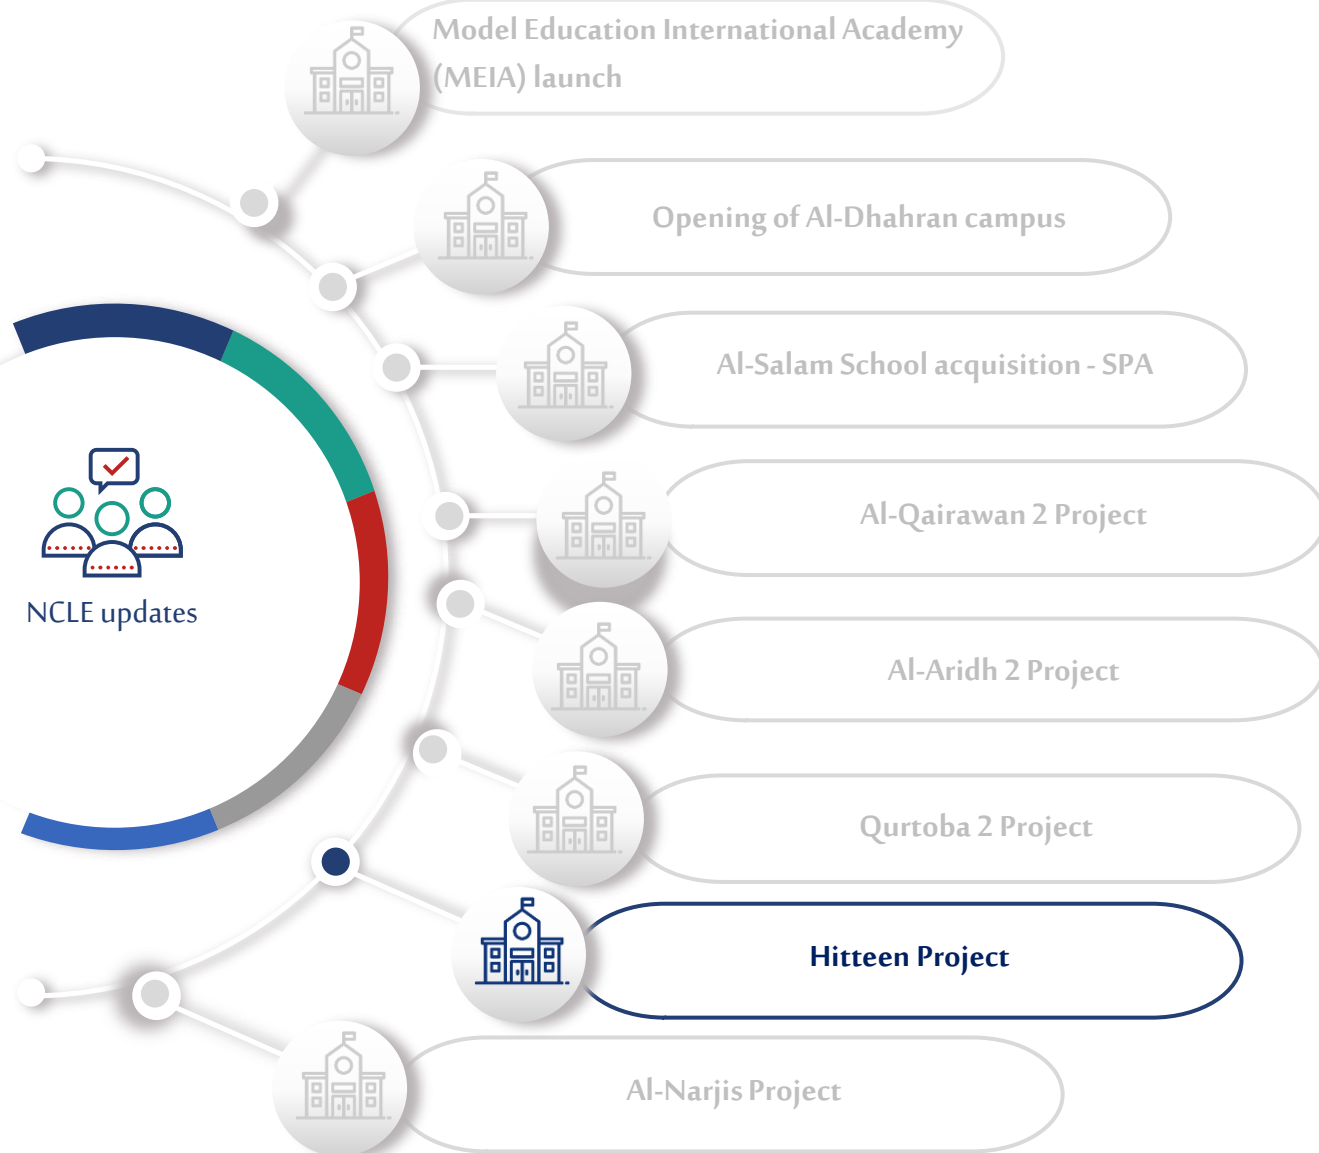 Model Education International Academy
(MEIA) launch
Opening of Al-Dhahran campus
Al-Salam School acquisition - SPA
Al-Qairawan 2 Project
NCLE updates
Al-Aridh 2 Project
Qurtoba 2 Project
Hitteen Project
Al-Narjis Project